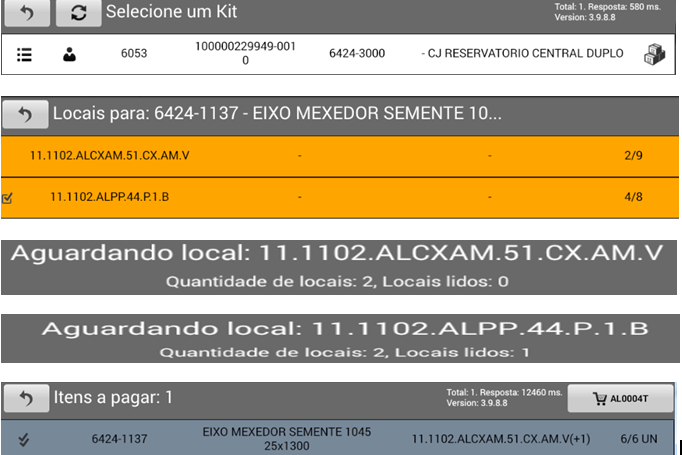 Selecione um Kit
Total: 1. Resposta: 580 ms.
Version: 3.9.8.8
6053 100000229949-001 6424-3000 - CJ RESERVATORIO CENTRAL DUPLO
0
Locais para: 6424-1137 - EIXO MEXEDOR SEMENTE 10...
11.1102.ALCXAM.51.CX.AM.V - - 2/9
11.1102.ALPP.44.P.1.B - - 4/8
Aguardando local: 11.1102.ALCXAM.51.CX.AM.V
Quantidade de locais: 2, Locais lidos: 0
Aguardando local: 11.1102.ALPP.44.P.1.B
Quantidade de locais: 2, Locais lidos: 1
Itens a pagar: 1
Total: 1. Resposta: 12460 ms.
Version: 3.9.8.8
AL0004T
6424-1137 EIXO MEXEDOR SEMENTE 1045 11.1102.ALCXAM.51.CX.AM.V(+1) 6/6 UN
25x1300